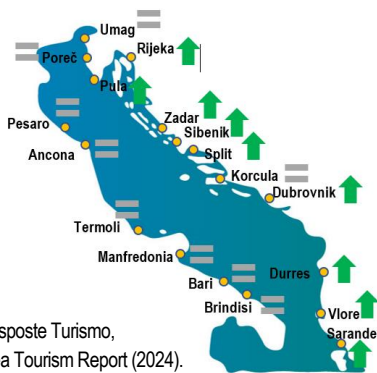 Umag
Rijeka
Poreč
Pula
Zadar
Sibenik
Pesaro
Split
Ancona
Korcula
Dubrovnik
Termoli
Manfredonia
Durres
Bari
Brindisi
Vlore
sposte Turismo,
Sarande
a Tourism Report (2024).